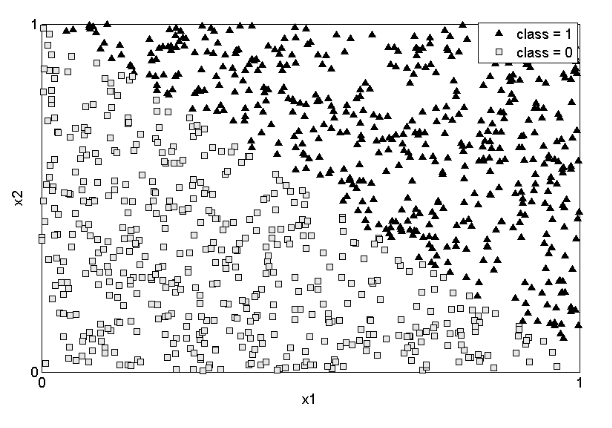 1
class = 1
class = 0
x2
0
0
1
x1